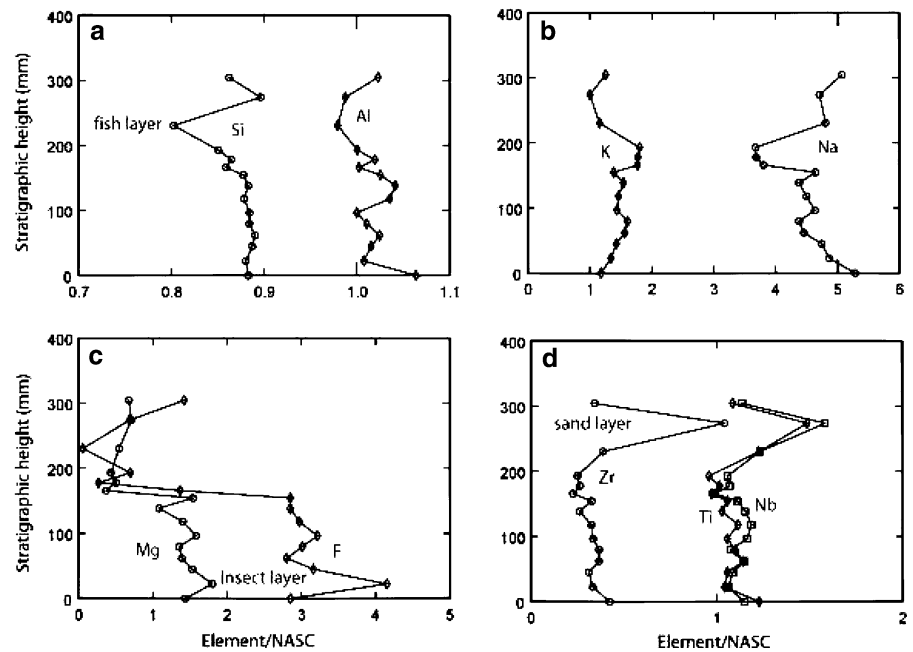 a
Stratigraphic height (mm)
400
300
200
100
0
fish layer
Si
Al
0.7 0.8 0.9 1.0 1.1
b
400
300
200
100
0
K
Na
0 1 2 3 4 5 6
c
Stratigraphic height (mm)
400
300
200
100
0
Mg
F
Insect layer
0 1 2 3 4 5
Element/NASC
d
400
300
200
100
0
sand layer
Zr
Ti
Nb
0 1 2
Element/NASC